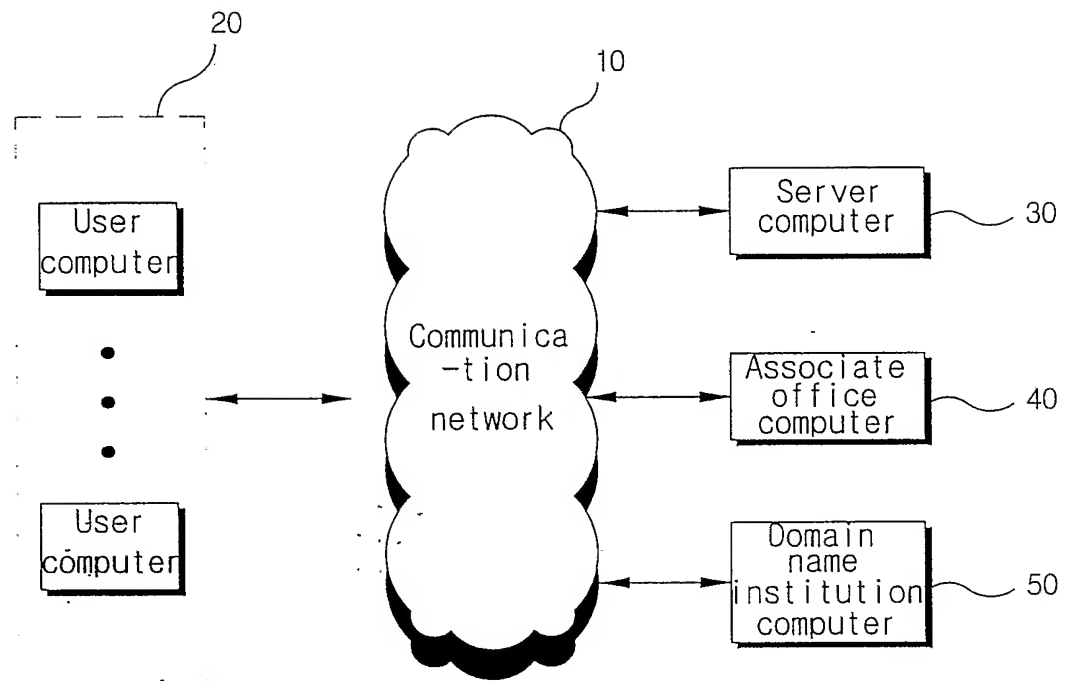 20
10
User
computer
User
computer
Communica
-tion
network
Server
computer
30
Associate
office
computer
40
Domain
name
institution
computer
50